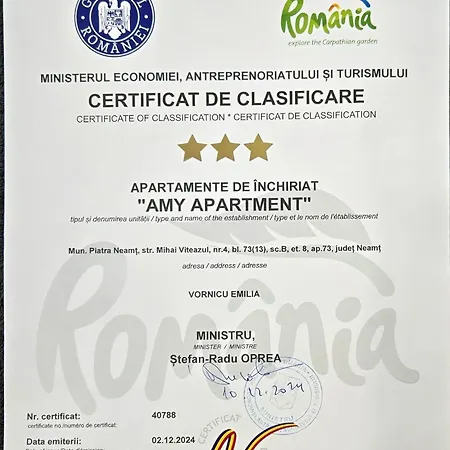 ROMÂNIEI
România
explore the Carpathian garden
MINISTERUL ECONOMIEI, ANTREPRENORIATULUI ȘI TURISMULUI
CERTIFICAT DE CLASIFICARE
CERTIFICATE OF CLASSIFICATION * CERTIFICAT DE CLASSIFICATION
APARTAMENTE DE ÎNCHIRIAT
"AMY APARTMENT"
tipul și denumirea unității / type and name of the establishment / type et le nom de l'établissement
Mun. Piatra Neamț, str. Mihai Viteazul, nr.4, bl. 73(13), sc.B, et. 8, ap.73, județ Neamț
adresa / address / adresse
VORNICU EMILIA
România
MINISTRU,
MINISTER / MINISTRE
Ștefan-Radu OPREA
10.12.2024
Nr. certificat:
40788
certificate no./numéro de certificat:
CERTIFICAT
Data emiterii:
02.12.2024